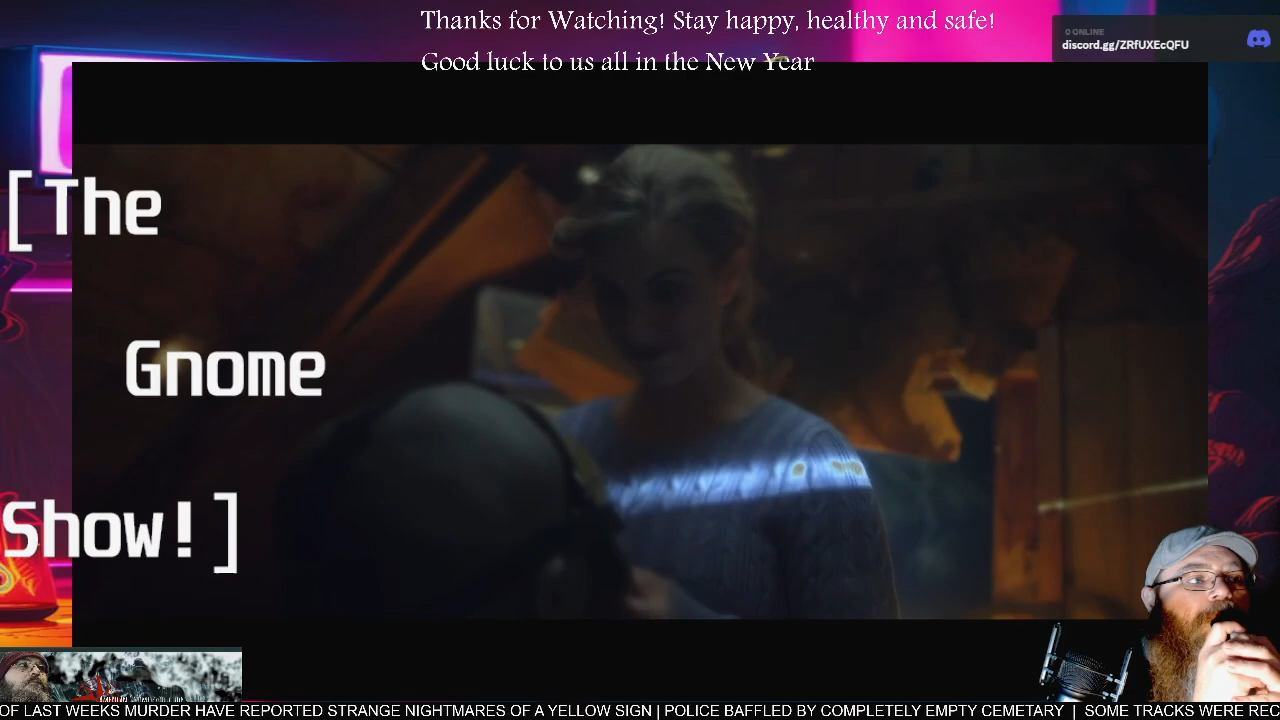 Thanks for Watching! Stay happy, healthy and safe!
Good luck to us all in the New Year
0 ONLINE
discord.gg/ZRfUXEcQFU
[The
Gnome
Show!]
OF LAST WEEKS MURDER HAVE REPORTED STRANGE NIGHTMARES OF A YELLOW SIGN | POLICE BAFFLED BY COMPLETELY EMPTY CEMETARY | SOME TRACKS WERE REC